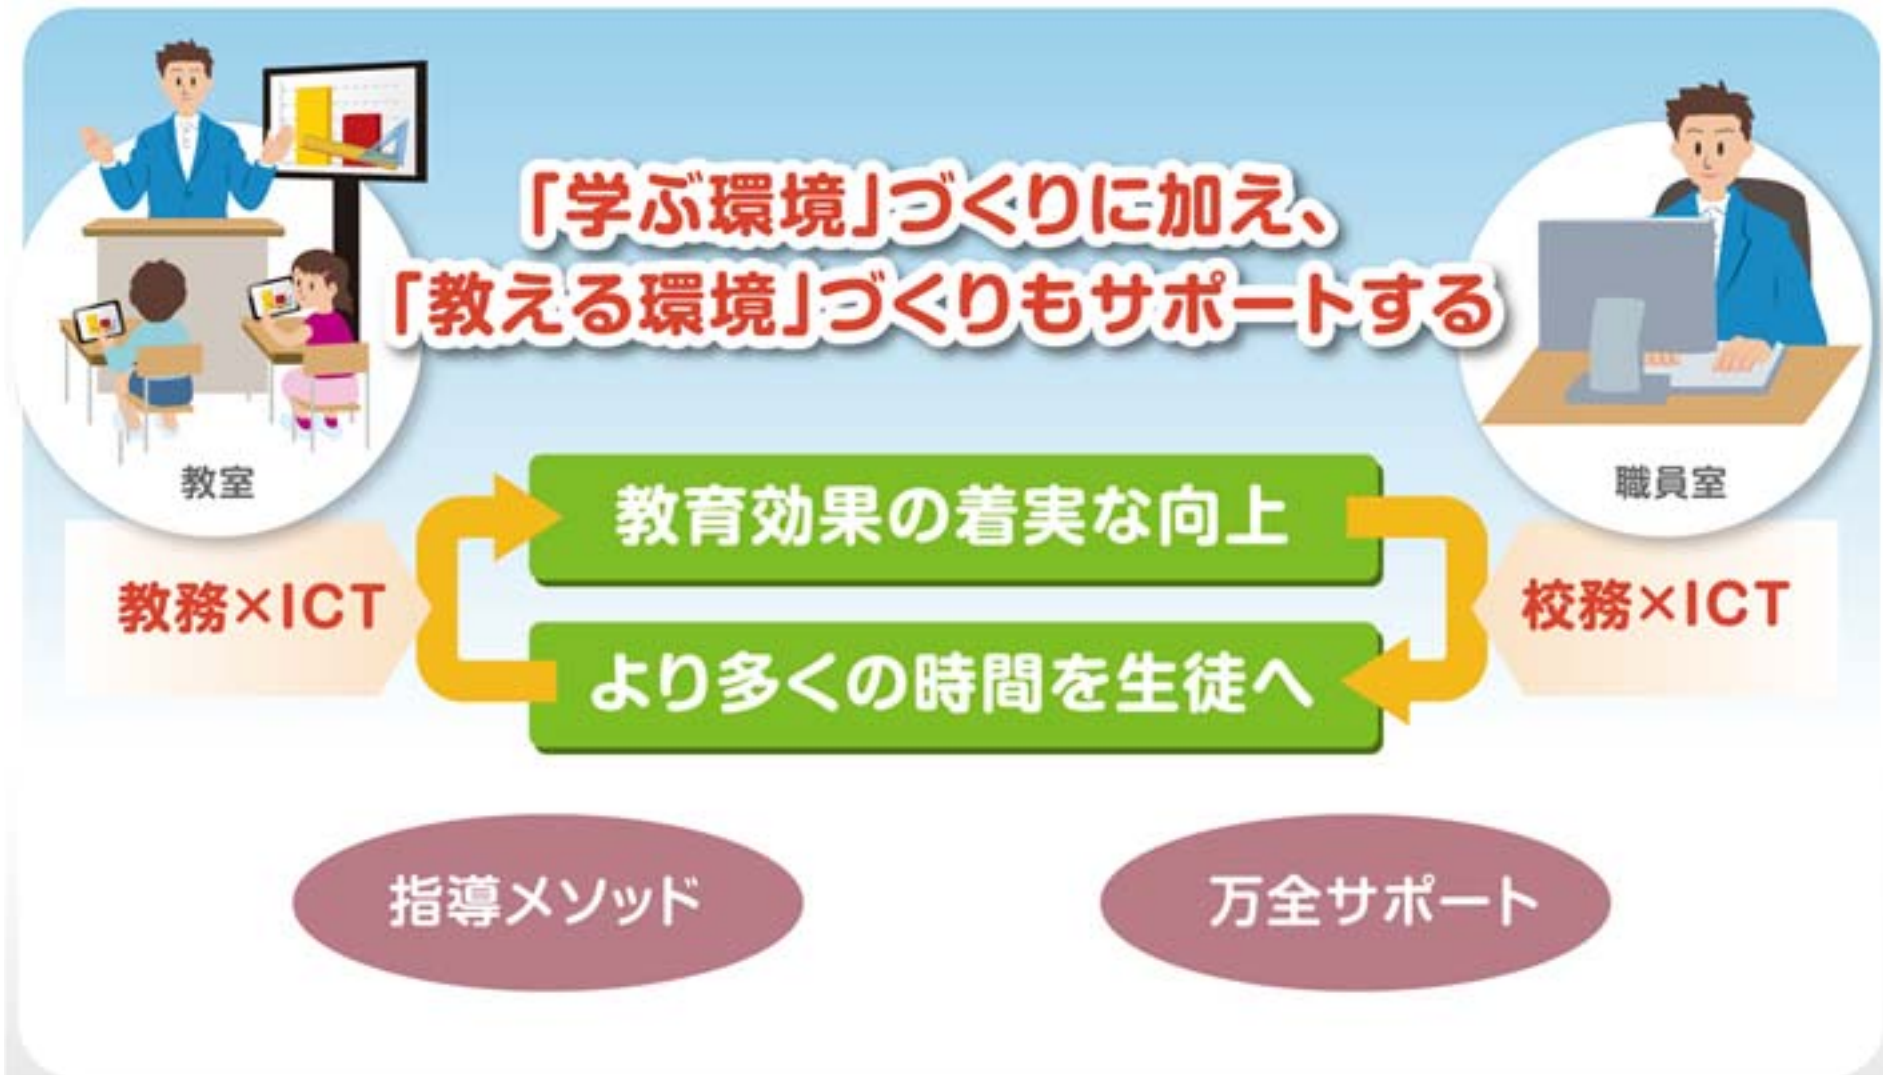 「学ぶ環境」づくりに加え、
「教える環境」づくりもサポートする
教室
職員室
教育効果の着実な向上
教務×ICT
校務×ICT
より多くの時間を生徒へ
指導メソッド
万全サポート